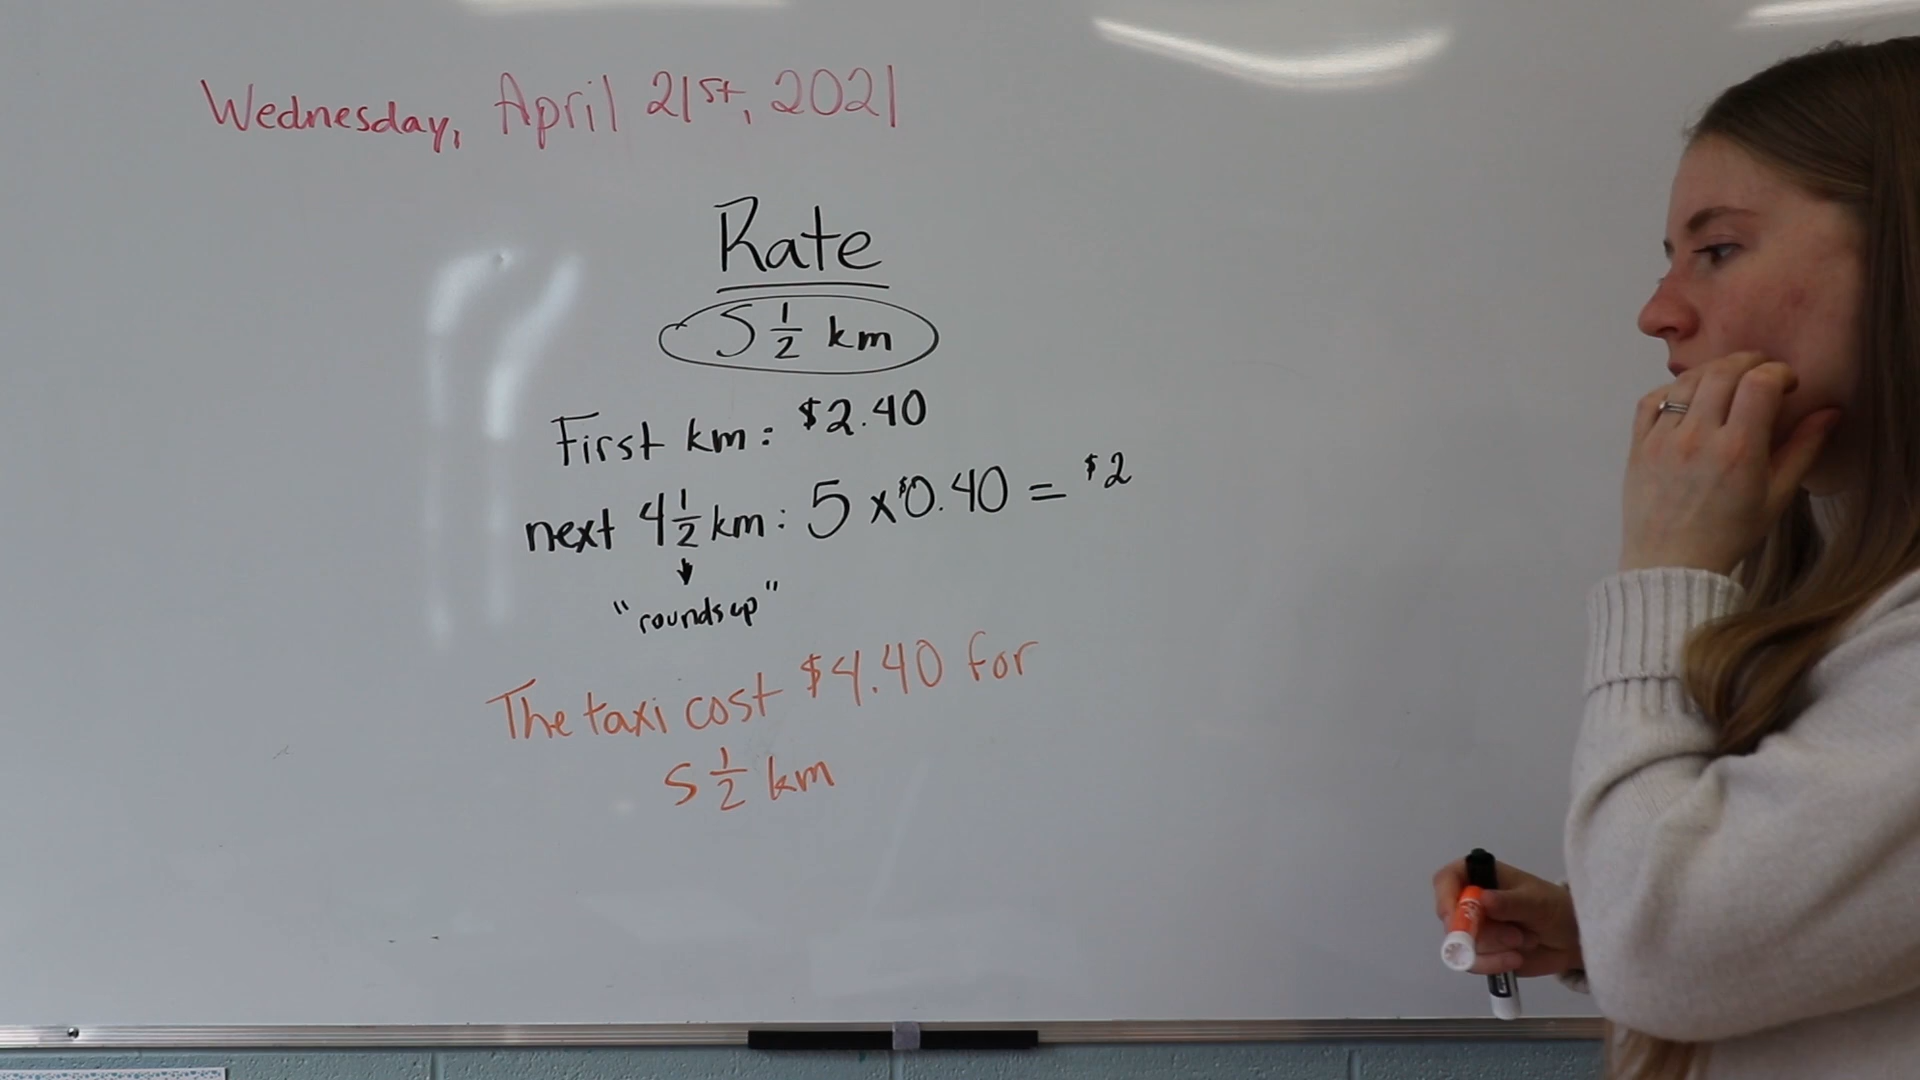 Wednesday, April 21st, 2021
Rate
5 1/2 km
First km: $2.40
next 4 1/2 km: 5 x $0.40 = $2
"rounds up"
The taxi cost $4.40 for
5 1/2 km